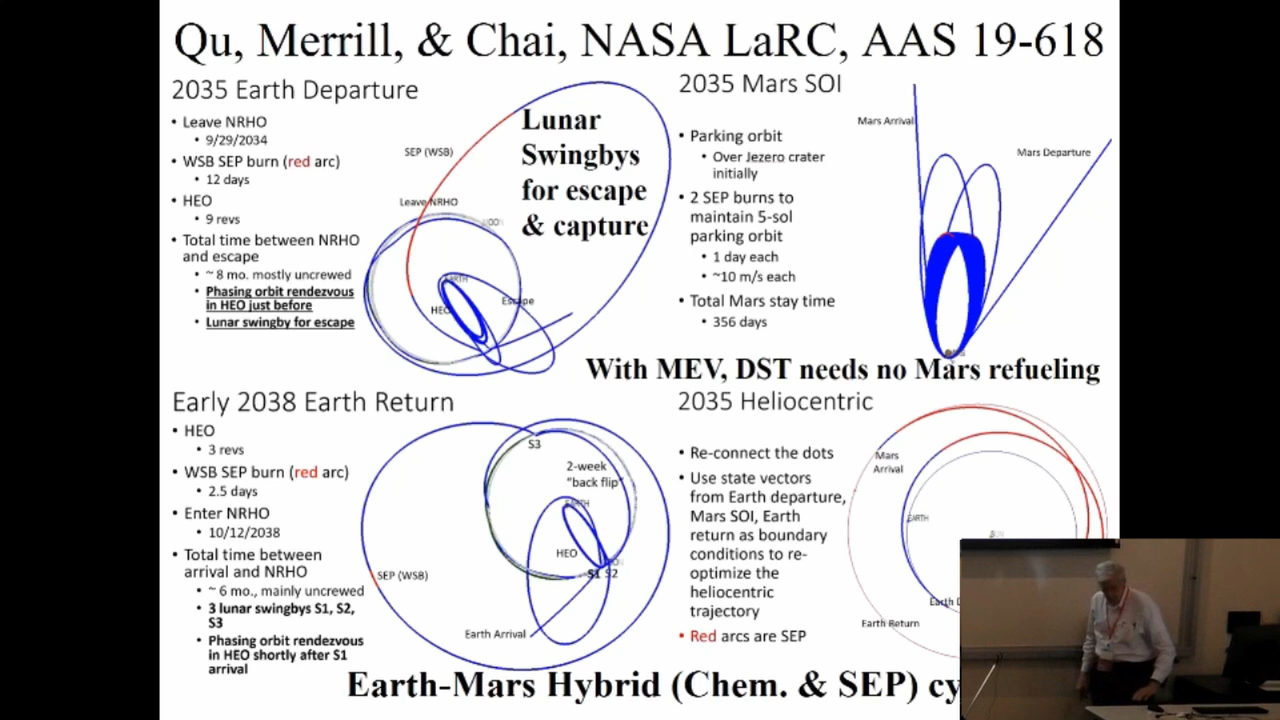 Qu, Merrill, & Chai, NASA LaRC, AAS 19-618
2035 Earth Departure
• Leave NRHO
• 9/29/2034
• WSB SEP burn (red arc)
• 12 days
• HEO
• 9 revs
• Total time between NRHO
and escape
• ~ 8 mo. mostly uncrewed
• Phasing orbit rendezvous
in HEO just before
• Lunar swingby for escape
SEP (WSB)
Leave NRHO
EARTH
HEO
Escape
Lunar
Swingbys
for escape
& capture
2035 Mars SOI
• Parking orbit
• Over Jezero crater
initially
• 2 SEP burns to
maintain 5-sol
parking orbit
• 1 day each
• ~10 m/s each
• Total Mars stay time
• 356 days
Mars Arrival
Mars Departure
With MEV, DST needs no Mars refueling
Early 2038 Earth Return
• HEO
• 3 revs
• WSB SEP burn (red arc)
• 2.5 days
• Enter NRHO
• 10/12/2038
• Total time between
arrival and NRHO
• ~ 6 mo., mainly uncrewed
• 3 lunar swingbys S1, S2,
S3
• Phasing orbit rendezvous
in HEO shortly after S1
arrival
S3
2-week
"back flip"
EARTH
HEO
S1 S2
SEP (WSB)
Earth Arrival
2035 Heliocentric
• Re-connect the dots
• Use state vectors
from Earth departure,
Mars SOI, Earth
return as boundary
conditions to re-
optimize the
heliocentric
trajectory
• Red arcs are SEP
Mars
Arrival
EARTH
SUN
Earth D
Earth Return
Earth-Mars Hybrid (Chem. & SEP) cy